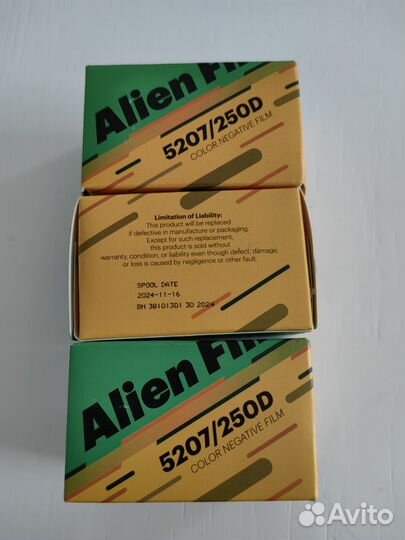 Alien Fil
5207/250D
COLOR NEGATIVE FILM
Limitation of Liability:
This product will be replaced
if defective in manufacture or packaging.
Except for such replacement,
this product is sold without
warranty, condition, or liability even though defect, damage,
or loss is caused by negligence or other fault.
SPOOL DATE
2024-11-16
BN 38101301 30 2024
Alien Fil
5207/250D
COLOR NEGATIVE FILM
Avito